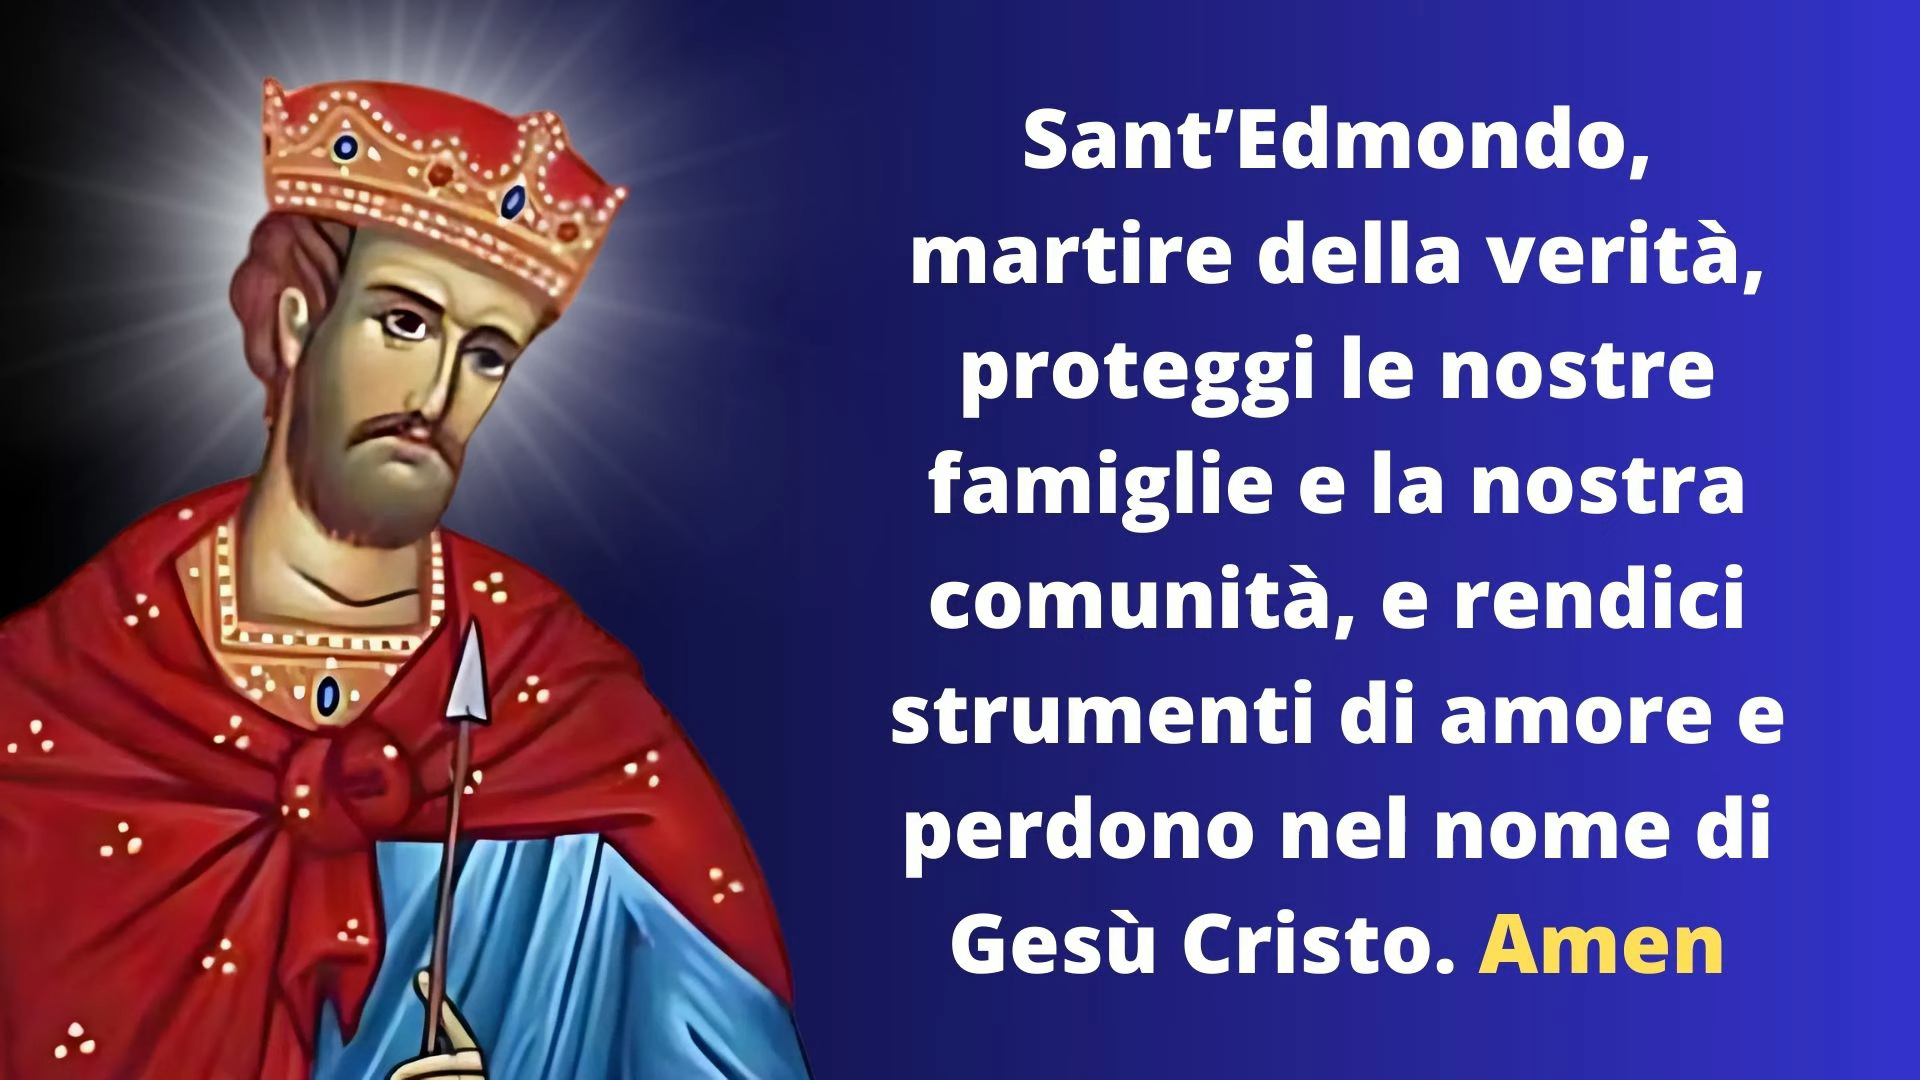 Sant’Edmondo,
martire della verità,
proteggi le nostre
famiglie e la nostra
comunità, e rendici
strumenti di amore e
perdono nel nome di
Gesù Cristo. Amen